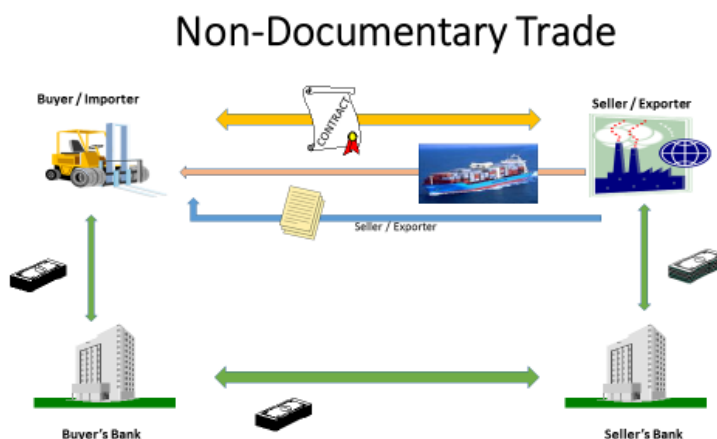 Non-Documentary Trade
Buyer / Importer
Seller / Exporter
CONTRACT
Seller / Exporter
Buyer's Bank
Seller's Bank